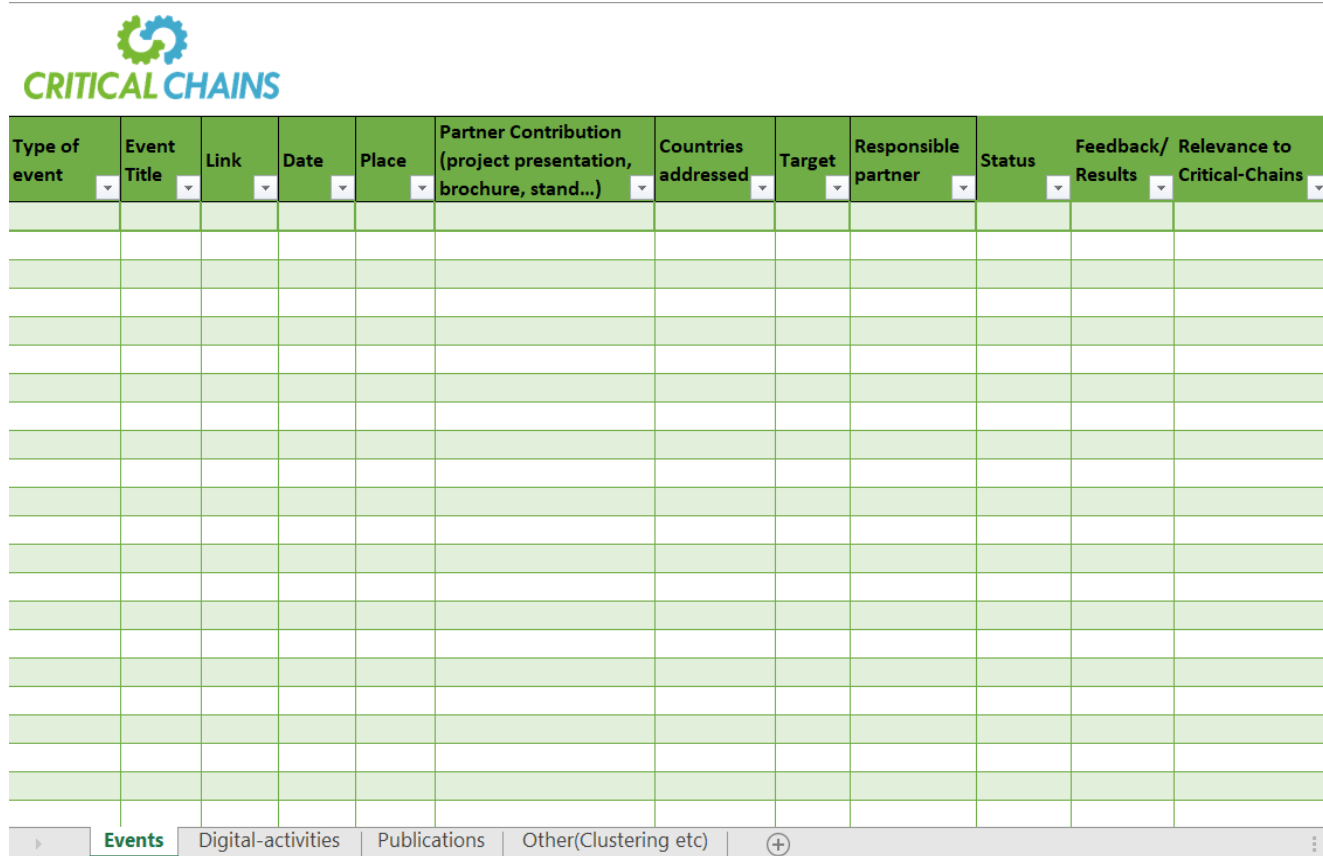 CRITICAL CHAINS
Type of
event
Event
Title
Link
Date
Place
Partner Contribution
(project presentation,
brochure, stand...)
Countries
addressed
Target
Responsible
partner
Status
Feedback/
Results
Relevance to
Critical-Chains
Events
Digital-activities
Publications
Other(Clustering etc)